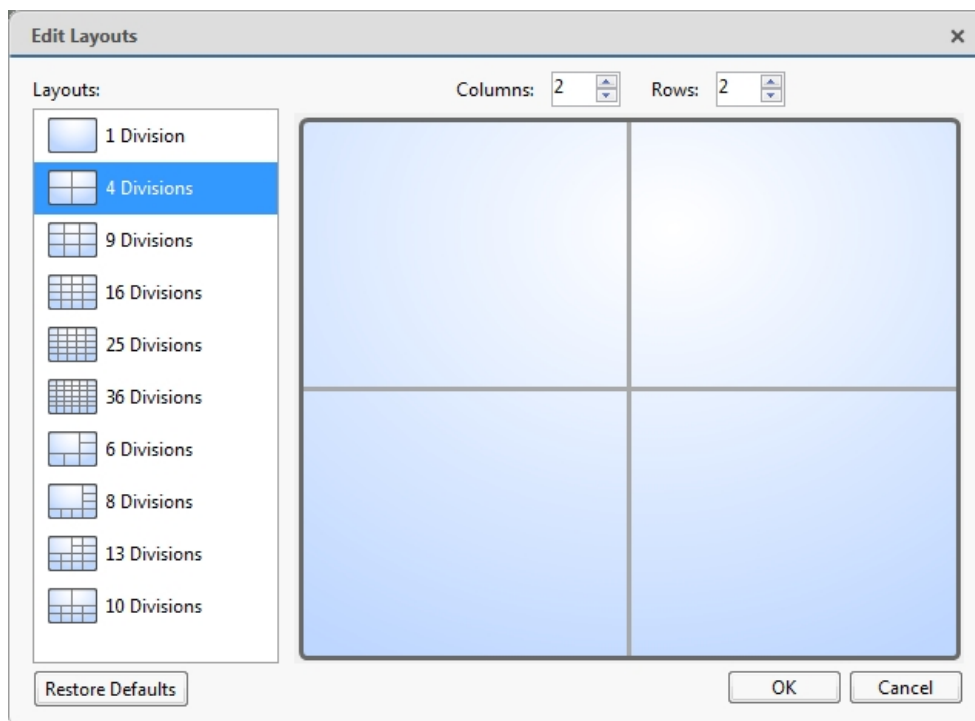 Edit Layouts
Layouts:
Columns: 2 Rows: 2
1 Division
4 Divisions
9 Divisions
16 Divisions
25 Divisions
36 Divisions
6 Divisions
8 Divisions
13 Divisions
10 Divisions
Restore Defaults
OK
Cancel